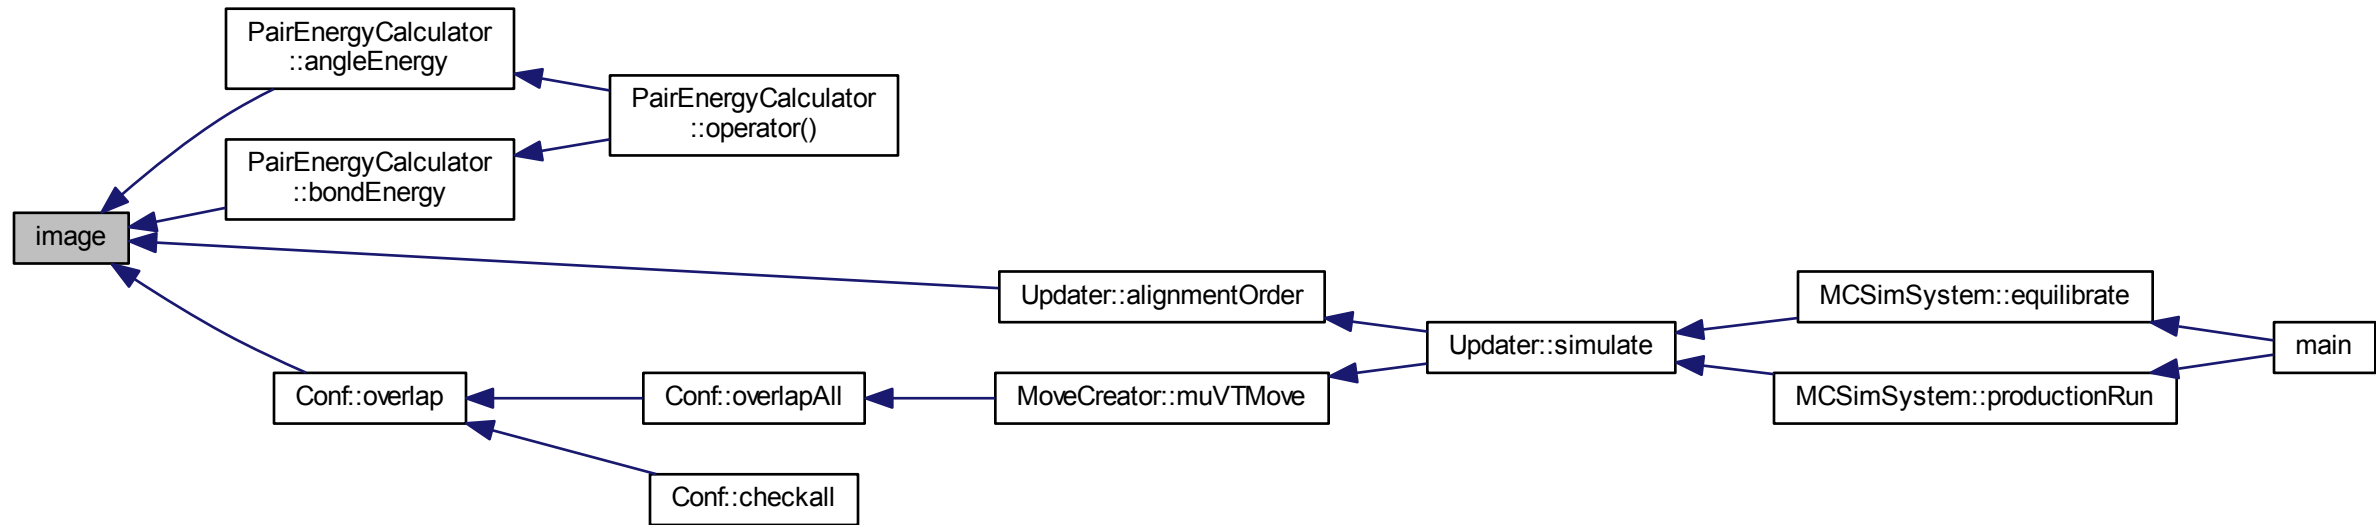 PairEnergyCalculator
::angleEnergy
PairEnergyCalculator
::operator()
PairEnergyCalculator
::bondEnergy
image
Updater::alignmentOrder
MCSimSystem::equilibrate
Updater::simulate
main
Conf::overlap
Conf::overlapAll
MoveCreator::muVTMove
MCSimSystem::productionRun
Conf::checkall